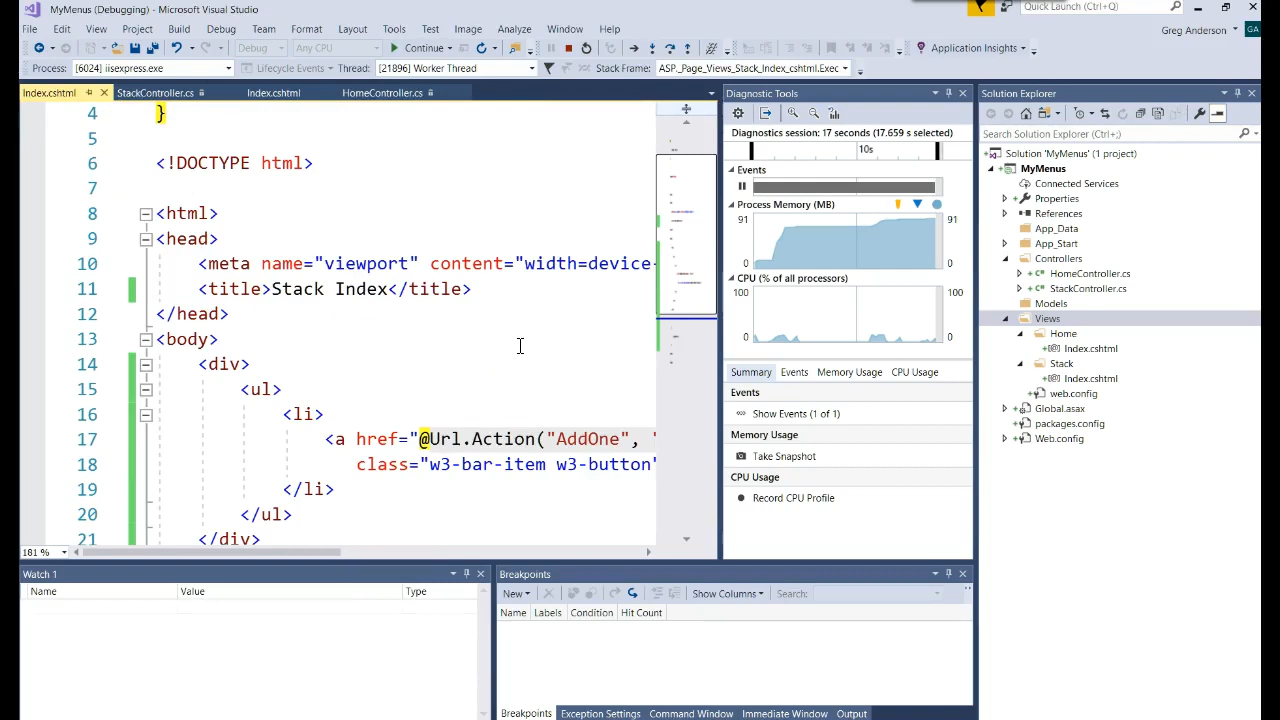 MyMenus (Debugging) - Microsoft Visual Studio
Quick Launch (Ctrl+Q)
File Edit View Project Build Debug Team Format Layout Tools Test Image Analyze Window Help
Greg Anderson GA
Debug Any CPU Continue Application Insights
Process: [6024] iisexpress.exe Lifecycle Events Thread: [21896] Worker Thread Stack Frame: ASP._Page_Views_Stack_Index_cshtml.Exec
Index.cshtml StackController.cs Index.cshtml HomeController.cs
4 }
5
6 <!DOCTYPE html>
7
8 <html>
9 <head>
10 <meta name="viewport" content="width=device-
11 <title>Stack Index</title>
12 </head>
13 <body>
14 <div>
15 <ul>
16 <li>
17 <a href="@Url.Action("AddOne", "
18 class="w3-bar-item w3-button"
19 </li>
20 </ul>
21 </div>
181 %
Diagnostic Tools
Diagnostics session: 17 seconds (17.659 s selected)
10s
Events
Process Memory (MB)
91 91
0 0
CPU (% of all processors)
100 100
0 0
Summary Events Memory Usage CPU Usage
Events
Show Events (1 of 1)
Memory Usage
Take Snapshot
CPU Usage
Record CPU Profile
Solution Explorer
Search Solution Explorer (Ctrl+;)
Solution 'MyMenus' (1 project)
MyMenus
Connected Services
Properties
References
App_Data
App_Start
Controllers
HomeController.cs
StackController.cs
Models
Views
Home
Index.cshtml
Stack
Index.cshtml
web.config
Global.asax
packages.config
Web.config
Watch 1
Name Value Type
Breakpoints
New Show Columns Search:
Name Labels Condition Hit Count
Breakpoints Exception Settings Command Window Immediate Window Output